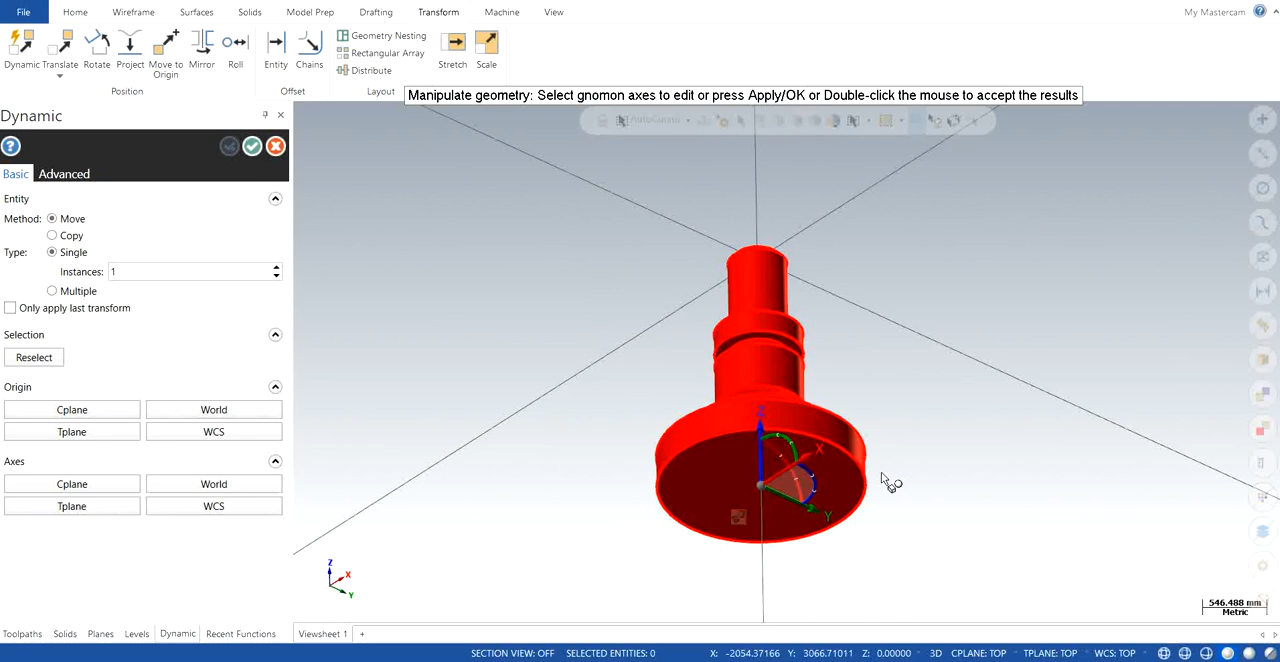 File Home Wireframe Surfaces Solids Model Prep Drafting Transform Machine View My Mastercam
Dynamic Translate Rotate Project Move to Origin Mirror Roll
Entity Chains
Geometry Nesting
Rectangular Array
Distribute
Stretch Scale
Position Offset Layout
Manipulate geometry: Select gnomon axes to edit or press Apply/OK or Double-click the mouse to accept the results
Dynamic
Basic Advanced
Entity
Method: Move
Copy
Type: Single
Instances: 1
Multiple
Only apply last transform
Selection
Reselect
Origin
Cplane World
Tplane WCS
Axes
Cplane World
Tplane WCS
Z
X
Y
Z
X
Y
546.488 mm
Metric
Toolpaths Solids Planes Levels Dynamic Recent Functions Viewsheet 1 +
SECTION VIEW: OFF SELECTED ENTITIES: 0 X: -2054.37166 Y: 3066.71011 Z: 0.00000 3D CPLANE: TOP TPLANE: TOP WCS: TOP